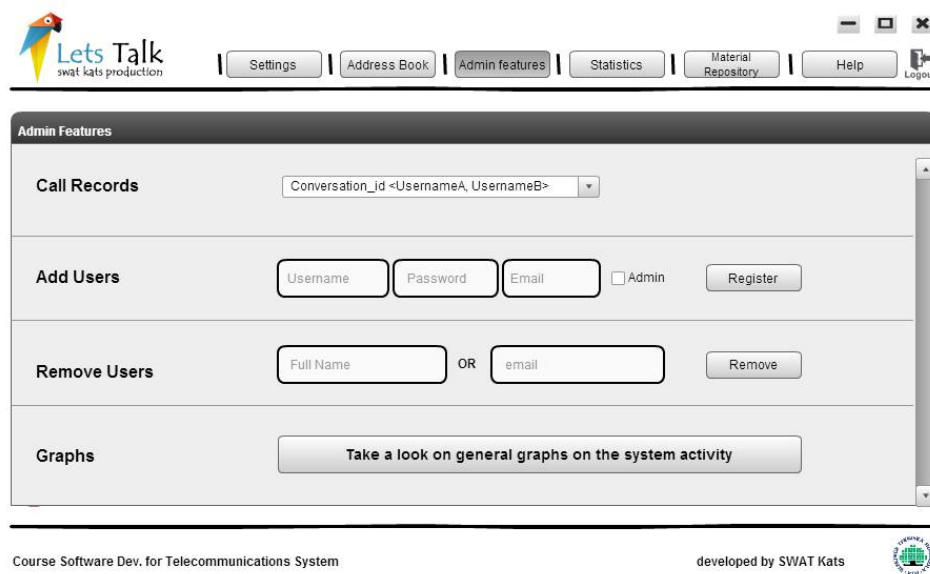 Lets Talk
swat kats production
Settings
Address Book
Admin features
Statistics
Material
Repository
Help
Logout
Admin Features
Call Records
Conversation_id <UsernameA, UsernameB>
Add Users
Username
Password
Email
Admin
Register
Remove Users
Full Name
OR
email
Remove
Graphs
Take a look on general graphs on the system activity
Course Software Dev. for Telecommunications System
developed by SWAT Kats